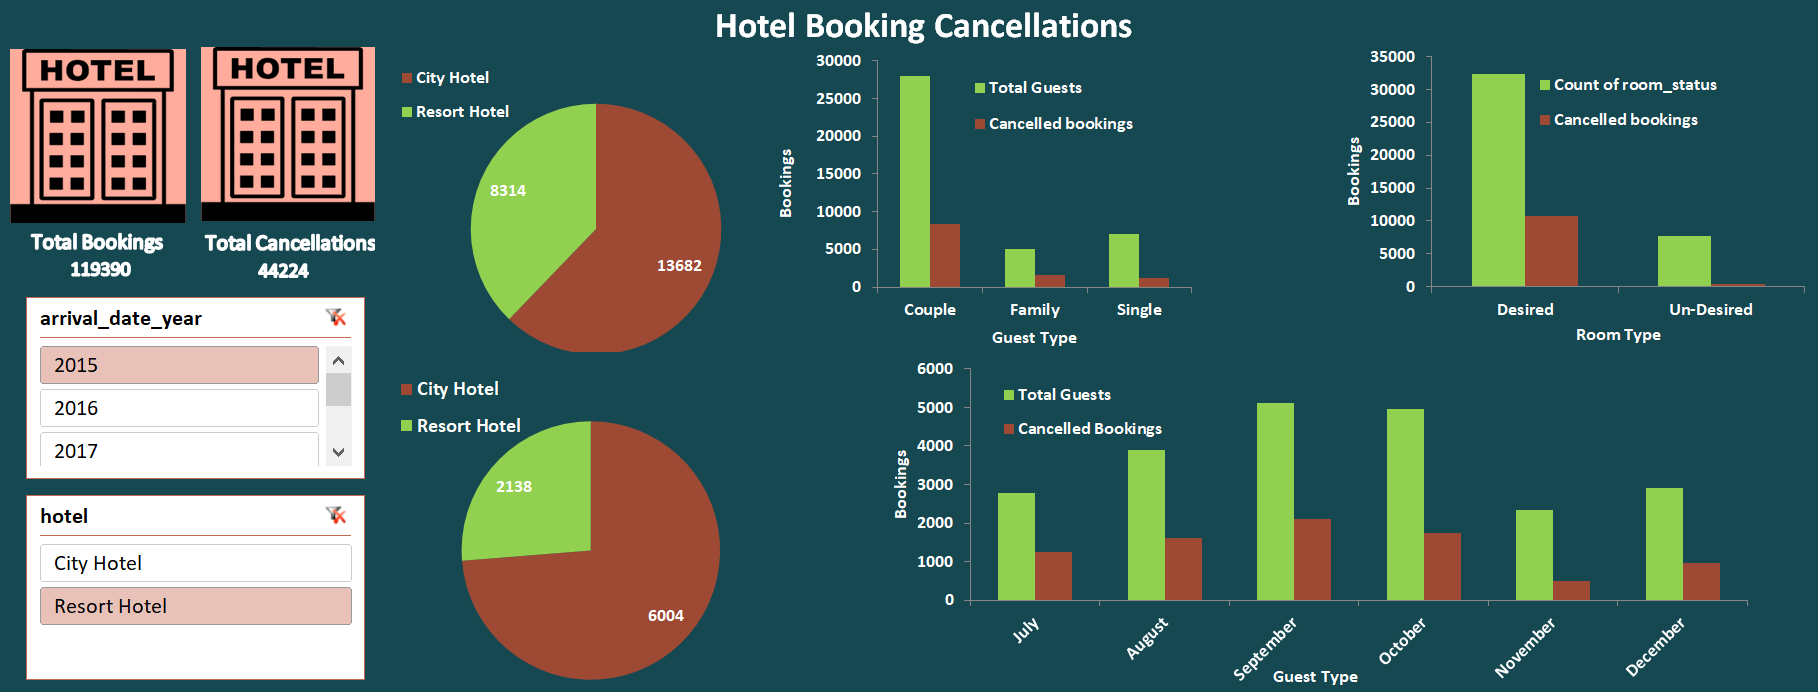 Hotel Booking Cancellations
HOTEL
HOTEL
Total Bookings
119390
Total Cancellations
44224
arrival_date_year
2015
2016
2017
hotel
City Hotel
Resort Hotel
City Hotel
Resort Hotel
8314
13682
City Hotel
Resort Hotel
2138
6004
30000
25000
20000
15000
10000
5000
0
Bookings
Total Guests
Cancelled bookings
Couple
Family
Single
Guest Type
35000
30000
25000
20000
15000
10000
5000
0
Bookings
Count of room_status
Cancelled bookings
Desired
Un-Desired
Room Type
6000
5000
4000
3000
2000
1000
0
Bookings
Total Guests
Cancelled Bookings
July
August
September
October
November
December
Guest Type